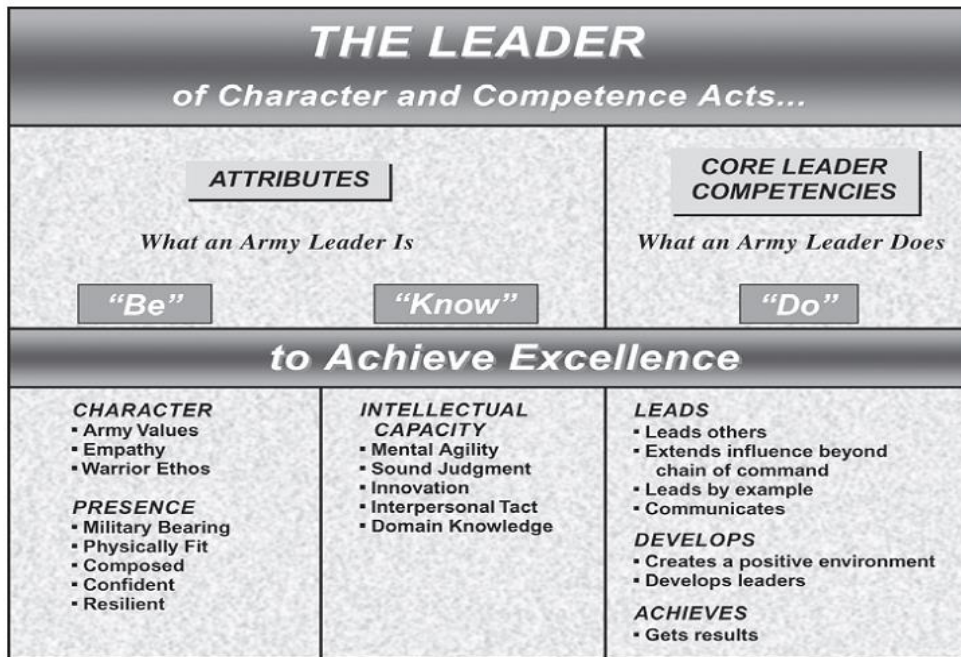 THE LEADER
of Character and Competence Acts...
ATTRIBUTES
What an Army Leader Is
"Be"
"Know"
CORE LEADER
COMPETENCIES
What an Army Leader Does
"Do"
to Achieve Excellence
CHARACTER
▪ Army Values
▪ Empathy
▪ Warrior Ethos
PRESENCE
▪ Military Bearing
▪ Physically Fit
▪ Composed
▪ Confident
▪ Resilient
INTELLECTUAL
CAPACITY
▪ Mental Agility
▪ Sound Judgment
▪ Innovation
▪ Interpersonal Tact
▪ Domain Knowledge
LEADS
▪ Leads others
▪ Extends influence beyond
chain of command
▪ Leads by example
▪ Communicates
DEVELOPS
▪ Creates a positive environment
▪ Develops leaders
ACHIEVES
▪ Gets results